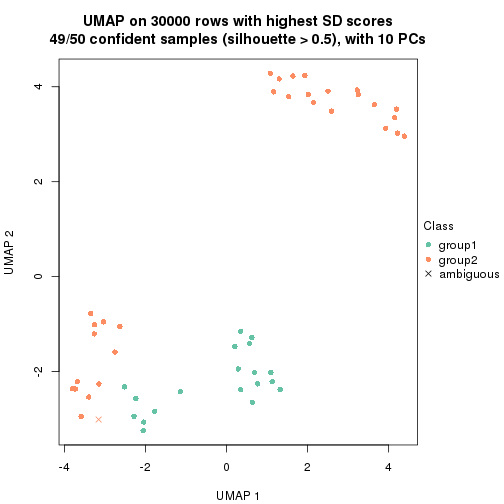 UMAP on 30000 rows with highest SD scores
49/50 confident samples (silhouette > 0.5), with 10 PCs
4
2
0
-2
UMAP 2
-4
-2
0
2
4
UMAP 1
Class
group1
group2
ambiguous